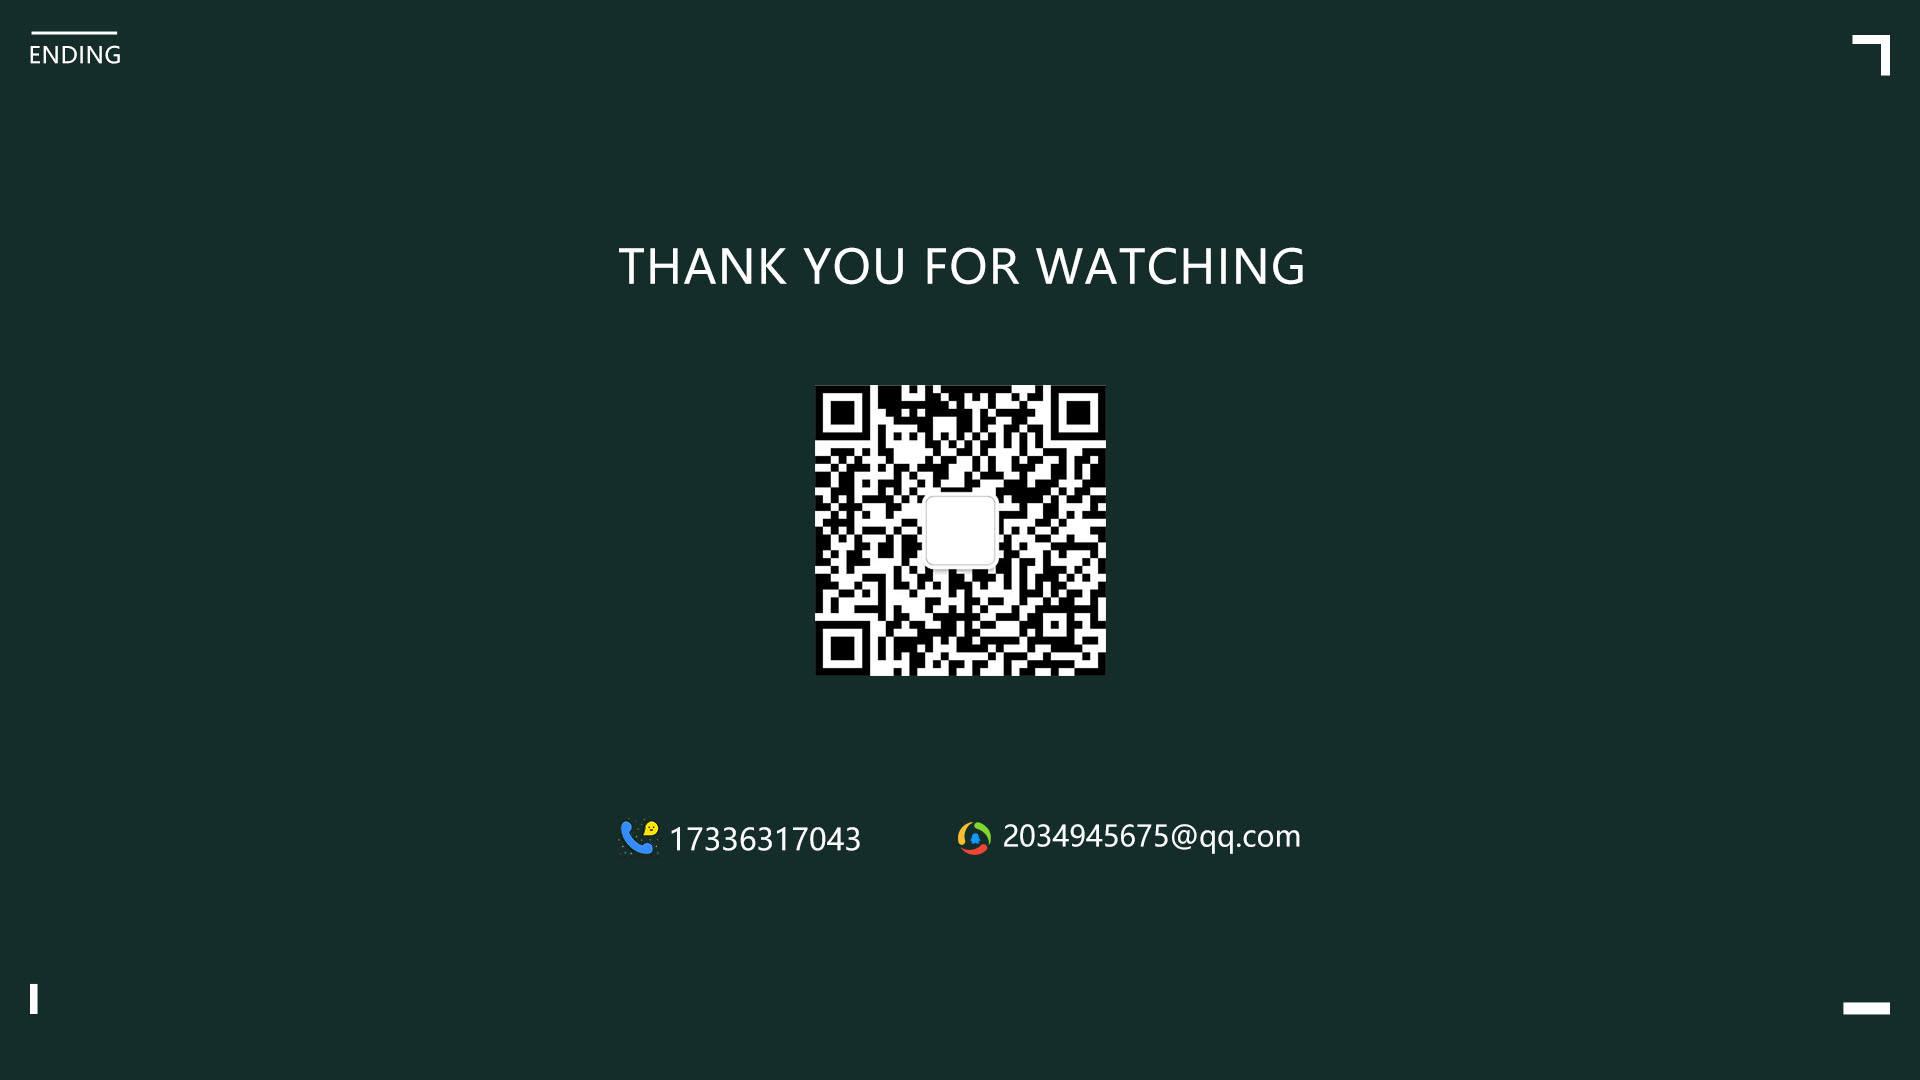 ENDING
THANK YOU FOR WATCHING
17336317043
2034945675@qq.com